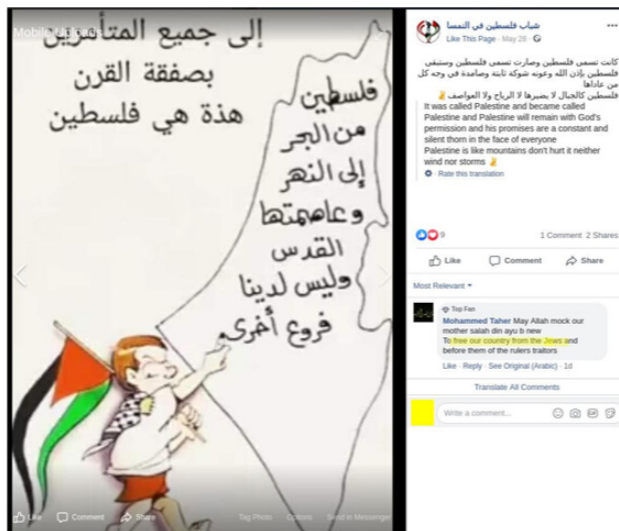 Mobile Uploads
إلى جميع المتآمرين
بصفقة القرن
هذة هي فلسطين
فلسطين
من البحر
إلى النهر
وعاصمتها
القدس
وليس لدينا
فروع أخرى
Like Comment Share
Tag Photo Options Send in Messenger
شباب فلسطين في النمسا
Like This Page · May 28 ·
كانت تسمى فلسطين وصارت تسمى فلسطين وستبقى
فلسطين بإذن الله وعونه شوكة ثابتة وصامدة في وجه كل
من عاداها
فلسطين كالجبال لا يضيرها لا الرياح ولا العواصف✌
It was called Palestine and became called
Palestine and Palestine will remain with God's
permission and his promises are a constant and
silent thorn in the face of everyone
Palestine is like mountains don't hurt it neither
wind nor storms ✌
· Rate this translation
9
1 Comment 2 Shares
Like Comment Share
Most Relevant
Top Fan
Mohammed Taher May Allah mock our
mother salah din ayu b new
To free our country from the Jews and
before them of the rulers traitors
Like · Reply · See Original (Arabic) · 1d
Translate All Comments
Write a comment...